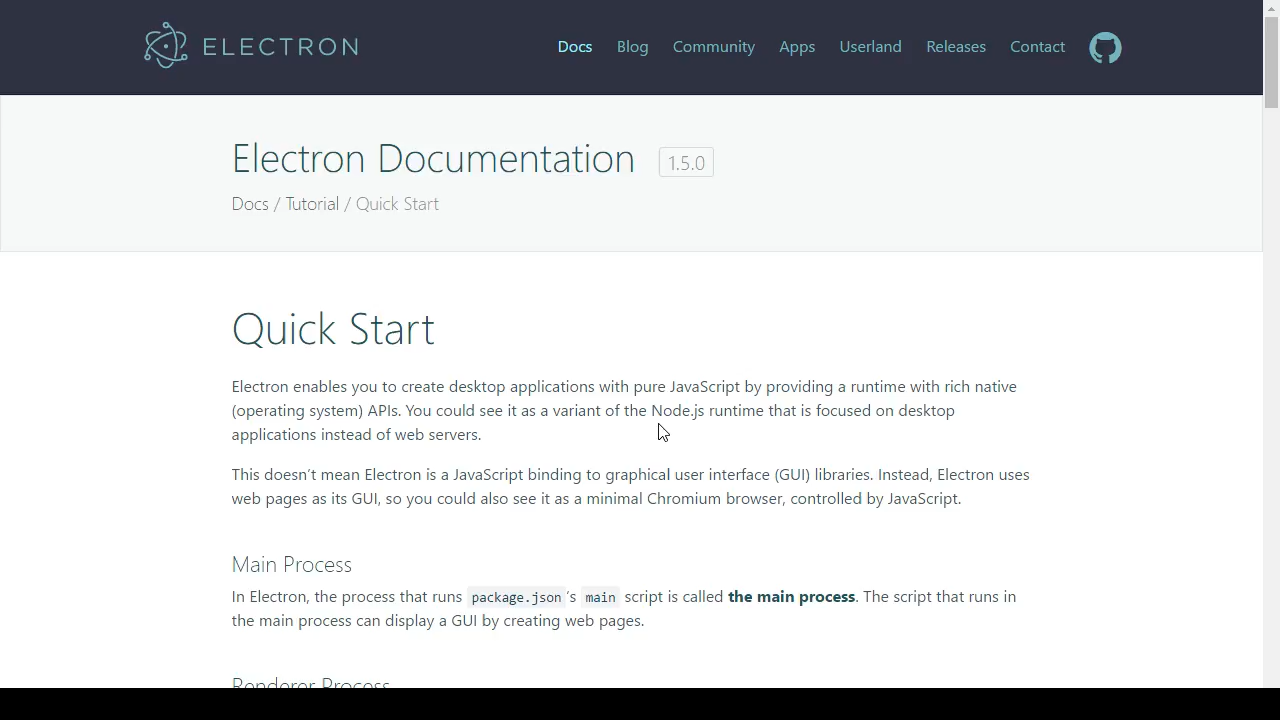 ELECTRON
Docs Blog Community Apps Userland Releases Contact
Electron Documentation 1.5.0
Docs / Tutorial / Quick Start
Quick Start
Electron enables you to create desktop applications with pure JavaScript by providing a runtime with rich native
(operating system) APIs. You could see it as a variant of the Node.js runtime that is focused on desktop
applications instead of web servers.
This doesn’t mean Electron is a JavaScript binding to graphical user interface (GUI) libraries. Instead, Electron uses
web pages as its GUI, so you could also see it as a minimal Chromium browser, controlled by JavaScript.
Main Process
In Electron, the process that runs package.json‘s main script is called the main process. The script that runs in
the main process can display a GUI by creating web pages.
Renderer Process